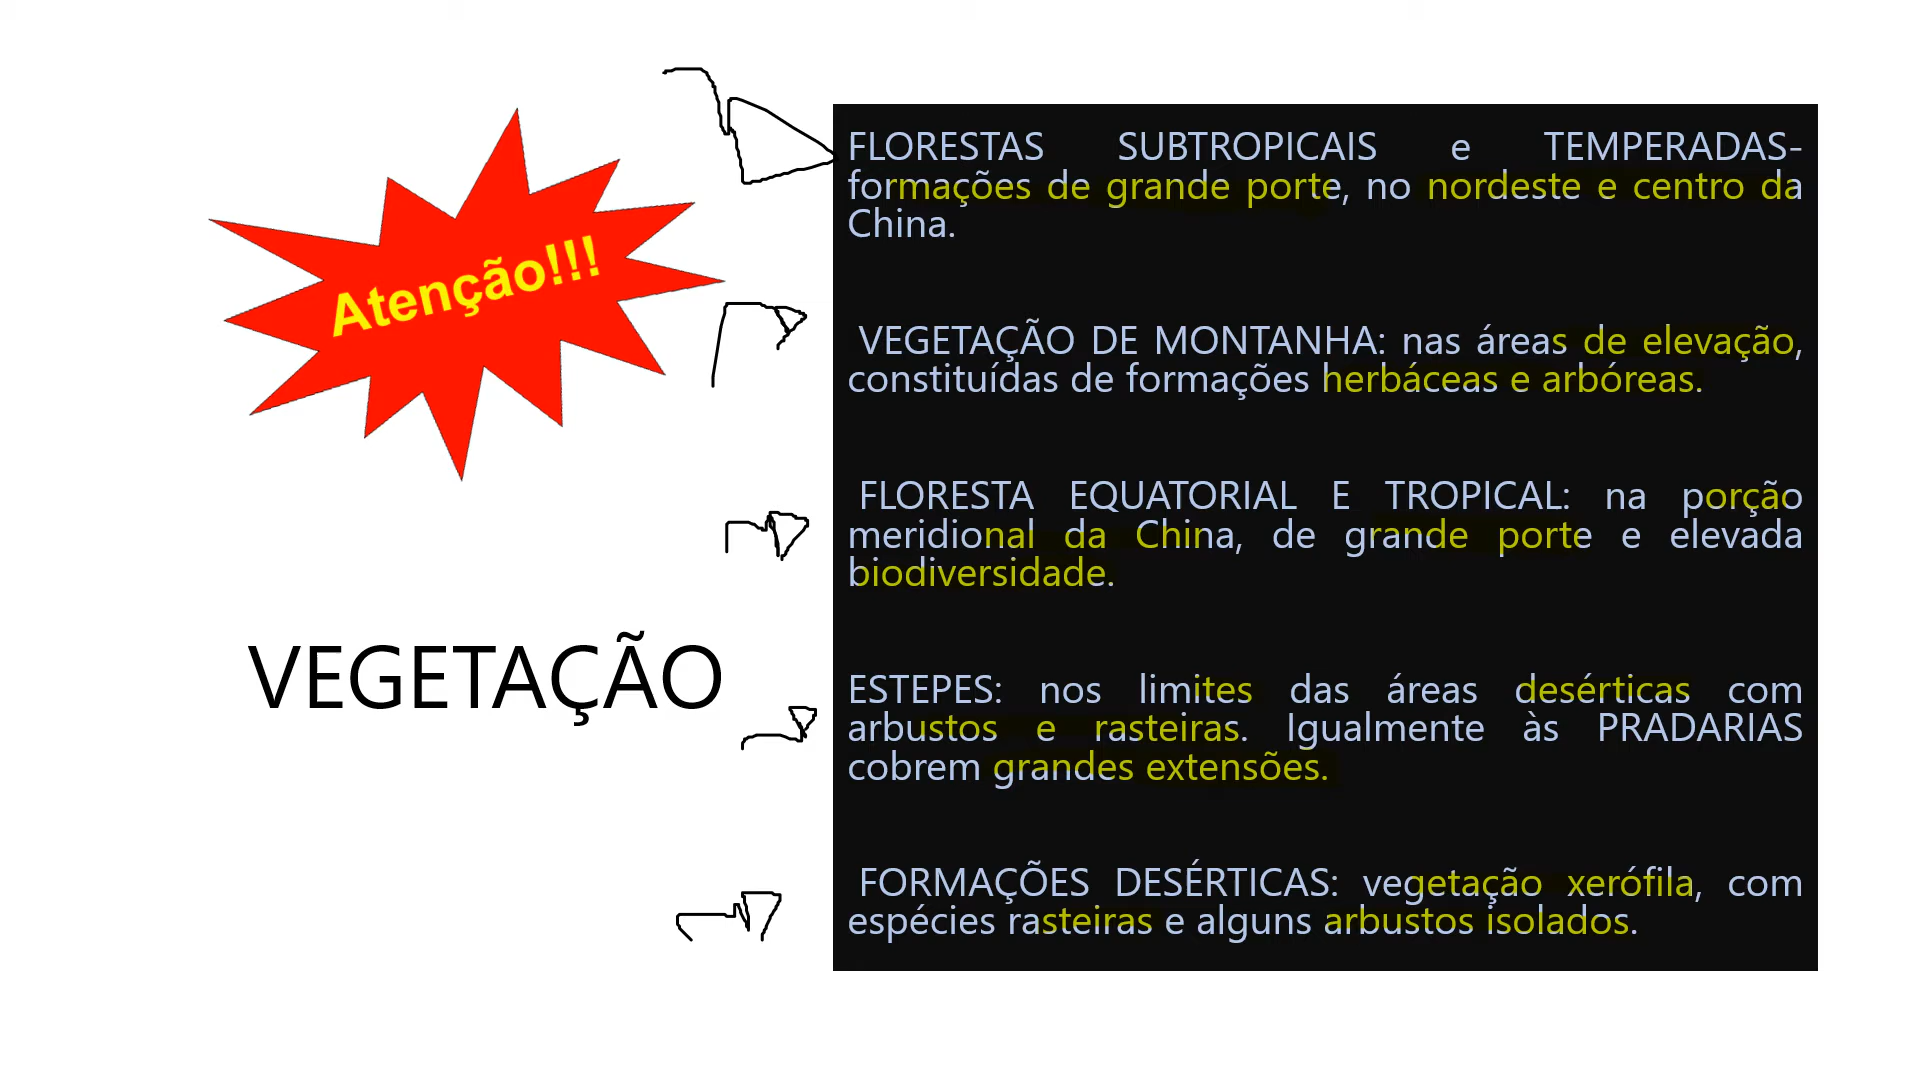 Atenção!!!
VEGETAÇÃO
FLORESTAS SUBTROPICAIS e TEMPERADAS-
formações de grande porte, no nordeste e centro da
China.
VEGETAÇÃO DE MONTANHA: nas áreas de elevação,
constituídas de formações herbáceas e arbóreas.
FLORESTA EQUATORIAL E TROPICAL: na porção
meridional da China, de grande porte e elevada
biodiversidade.
ESTEPES: nos limites das áreas desérticas com
arbustos e rasteiras. Igualmente às PRADARIAS
cobrem grandes extensões.
FORMAÇÕES DESÉRTICAS: vegetação xerófila, com
espécies rasteiras e alguns arbustos isolados.